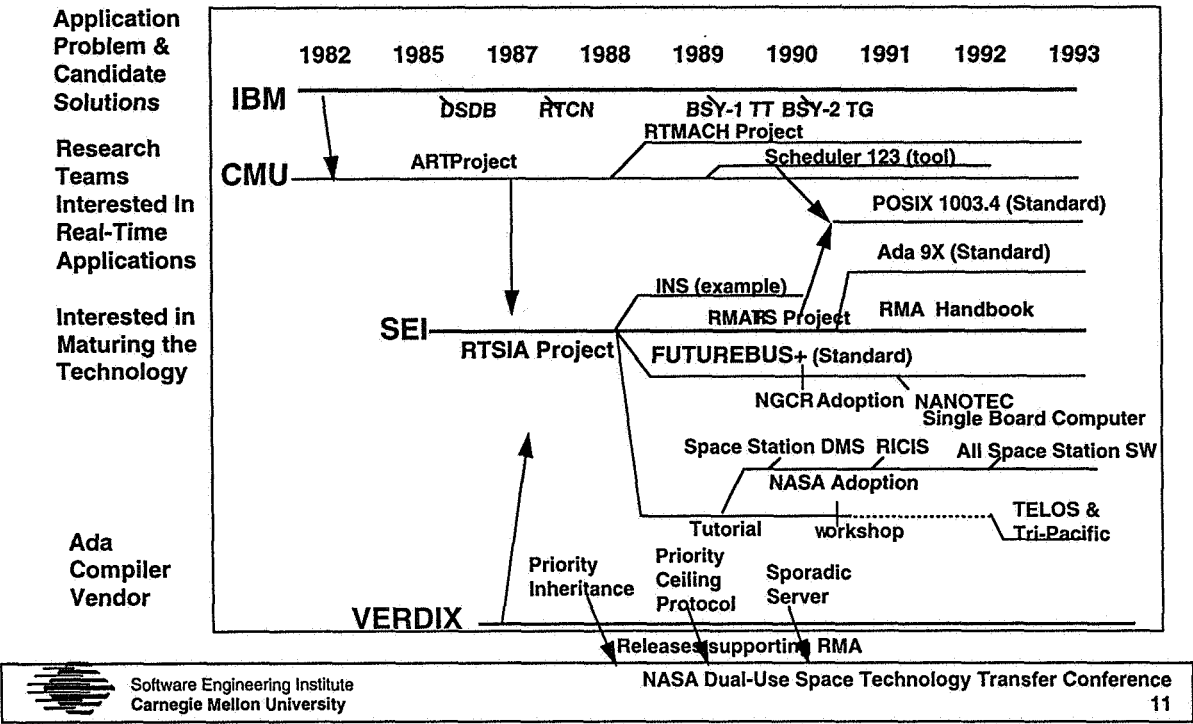 Application
Problem &
Candidate
Solutions
1982 1985 1987 1988 1989 1990 1991 1992 1993
IBM
DSDB RTCN BSY-1 TT BSY-2 TG
Research
Teams
Interested In
Real-Time
Applications
RTMACH Project
ARTProject
Scheduler 123 (tool)
CMU
POSIX 1003.4 (Standard)
Ada 9X (Standard)
Interested in
Maturing the
Technology
INS (example)
RMA Handbook
Project
SEI
RTSIA Project
FUTUREBUS+ (Standard)
NGCR Adoption
NANOTEC
Single Board Computer
Space Station DMS RICIS
All Space Station SW
NASA Adoption
Tutorial
workshop
TELOS &
Tri-Pacific
Ada
Compiler
Vendor
Priority
Inheritance
Priority
Ceiling
Protocol
Sporadic
Server
VERDIX
Releases supporting RMA
Software Engineering Institute
Carnegie Mellon University
NASA Dual-Use Space Technology Transfer Conference
11